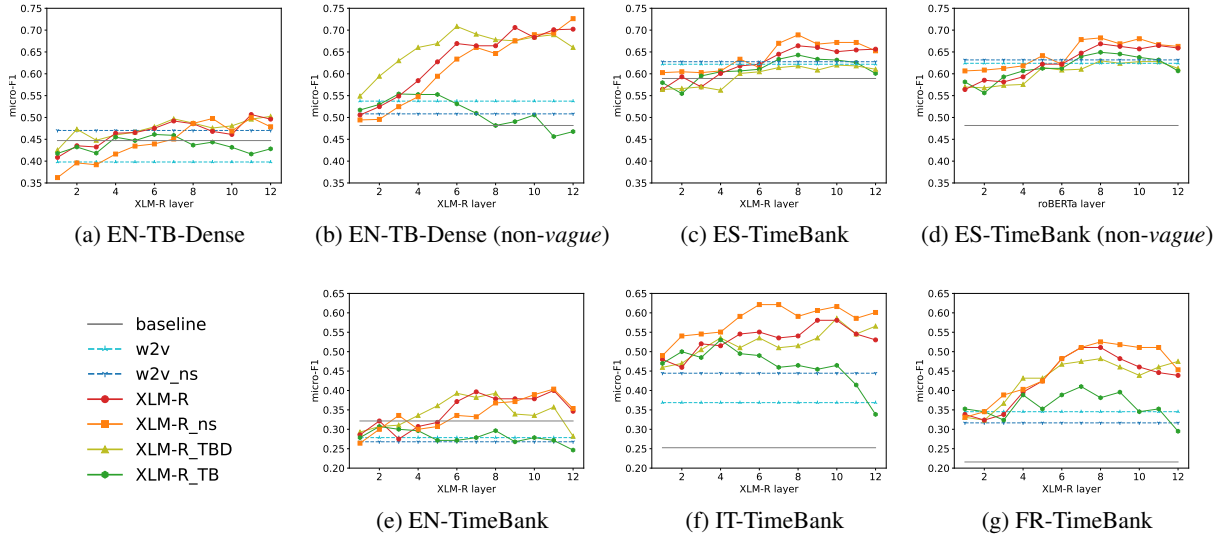 0.75
0.70
0.65
0.60
0.55
0.50
0.45
0.40
0.35
micro-F1
2 4 6 8 10 12
XLM-R layer
(a) EN-TB-Dense
0.75
0.70
0.65
0.60
0.55
0.50
0.45
0.40
0.35
micro-F1
2 4 6 8 10 12
XLM-R layer
(b) EN-TB-Dense (non-vague)
0.75
0.70
0.65
0.60
0.55
0.50
0.45
0.40
0.35
micro-F1
2 4 6 8 10 12
XLM-R layer
(c) ES-TimeBank
0.75
0.70
0.65
0.60
0.55
0.50
0.45
0.40
0.35
micro-F1
2 4 6 8 10 12
roBERTa layer
(d) ES-TimeBank (non-vague)
baseline
w2v
w2v_ns
XLM-R
XLM-R_ns
XLM-R_TBD
XLM-R_TB
0.65
0.60
0.55
0.50
0.45
0.40
0.35
0.30
0.25
0.20
micro-F1
2 4 6 8 10 12
XLM-R layer
(e) EN-TimeBank
0.65
0.60
0.55
0.50
0.45
0.40
0.35
0.30
0.25
0.20
micro-F1
2 4 6 8 10 12
XLM-R layer
(f) IT-TimeBank
0.65
0.60
0.55
0.50
0.45
0.40
0.35
0.30
0.25
0.20
micro-F1
2 4 6 8 10 12
XLM-R layer
(g) FR-TimeBank